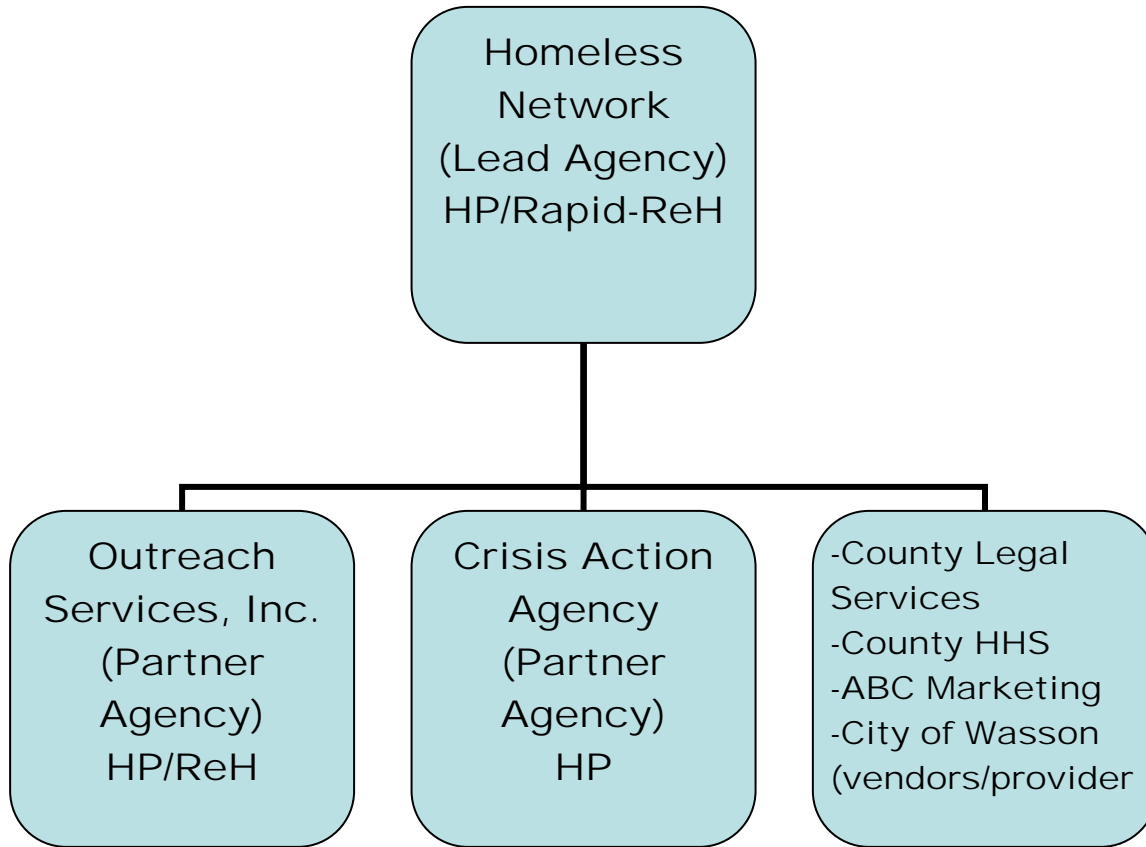 Homeless
Network
(Lead Agency)
HP/Rapid-ReH
Outreach
Services, Inc.
(Partner
Agency)
HP/ReH
Crisis Action
Agency
(Partner
Agency)
HP
-County Legal
Services
-County HHS
-ABC Marketing
-City of Wasson
(vendors/provider